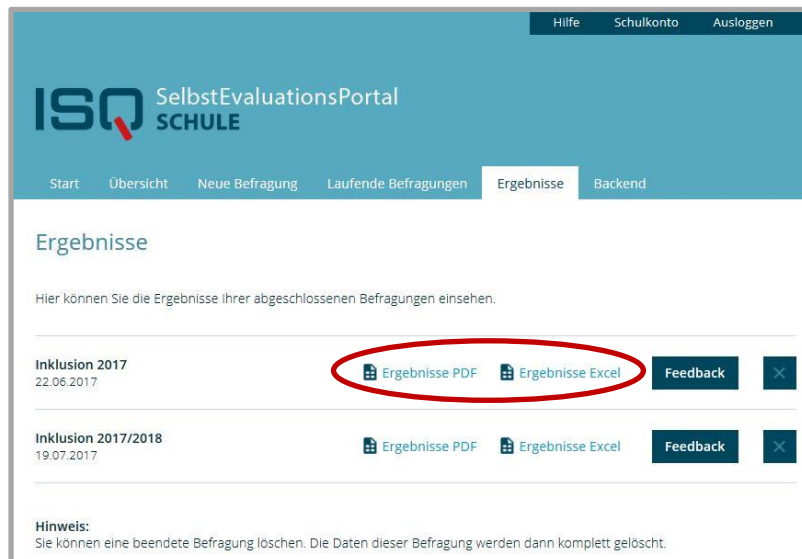 Hilfe Schulkonto Ausloggen
ISQ SelbstEvaluationsPortal
SCHULE
Start Übersicht Neue Befragung Laufende Befragungen Ergebnisse Backend
Ergebnisse
Hier können Sie die Ergebnisse Ihrer abgeschlossenen Befragungen einsehen.
Inklusion 2017 Ergebnisse PDF Ergebnisse Excel Feedback ×
22.06.2017
Inklusion 2017/2018 Ergebnisse PDF Ergebnisse Excel Feedback ×
19.07.2017
Hinweis:
Sie können eine beendete Befragung löschen. Die Daten dieser Befragung werden dann komplett gelöscht.